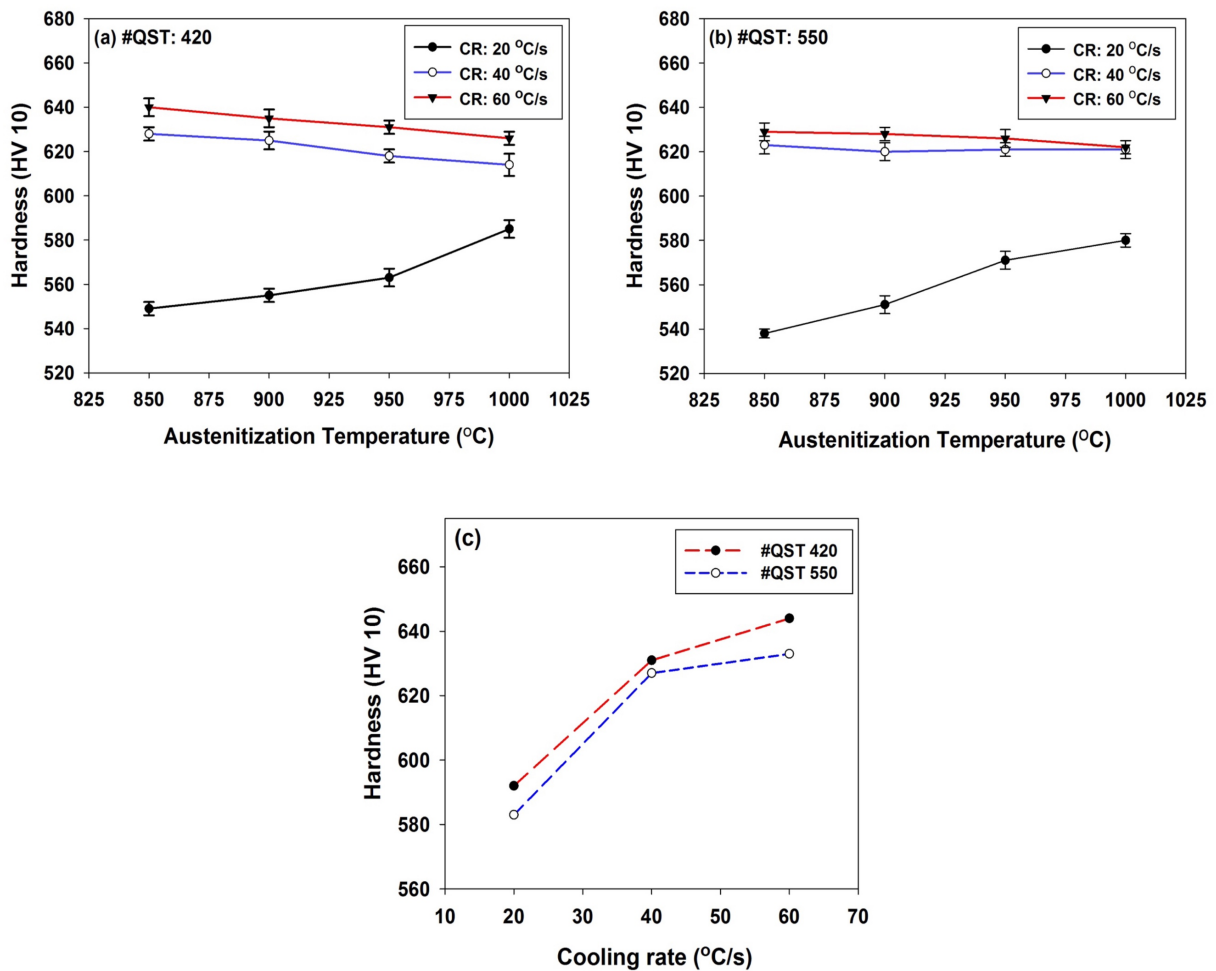 (a) #QST: 420
CR: 20 °C/s
CR: 40 °C/s
CR: 60 °C/s
680
660
640
620
600
580
560
540
520
Hardness (HV 10)
825 850 875 900 925 950 975 1000 1025
Austenitization Temperature (°C)
(b) #QST: 550
CR: 20 °C/s
CR: 40 °C/s
CR: 60 °C/s
680
660
640
620
600
580
560
540
520
Hardness (HV 10)
825 850 875 900 925 950 975 1000 1025
Austenitization Temperature (°C)
(c)
#QST 420
#QST 550
660
640
620
600
580
560
Hardness (HV 10)
10 20 30 40 50 60 70
Cooling rate (°C/s)